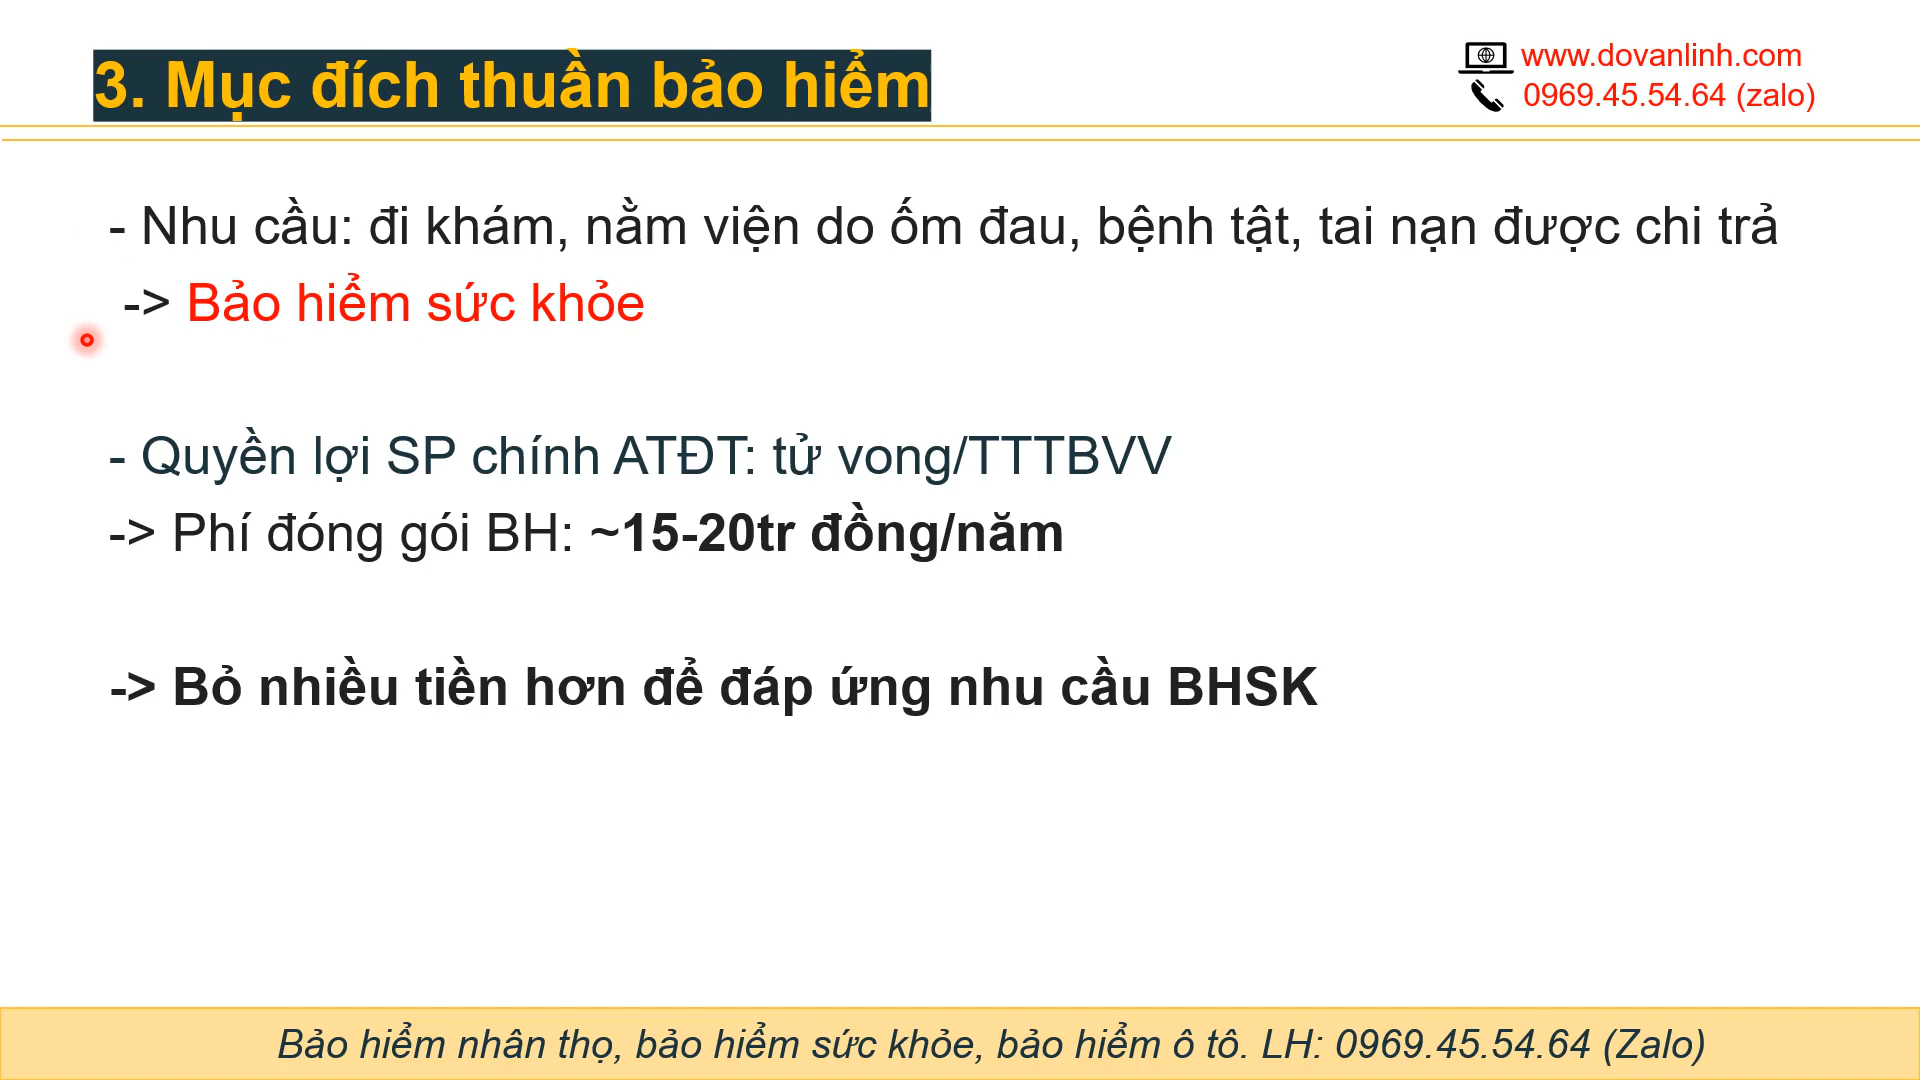 3. Mục đích thuần bảo hiểm
www.dovanlinh.com
0969.45.54.64 (zalo)
- Nhu cầu: đi khám, nằm viện do ốm đau, bệnh tật, tai nạn được chi trả
-> Bảo hiểm sức khỏe
- Quyền lợi SP chính ATĐT: tử vong/TTTBVV
-> Phí đóng gói BH: ~15-20tr đồng/năm
-> Bỏ nhiều tiền hơn để đáp ứng nhu cầu BHSK
Bảo hiểm nhân thọ, bảo hiểm sức khỏe, bảo hiểm ô tô. LH: 0969.45.54.64 (Zalo)